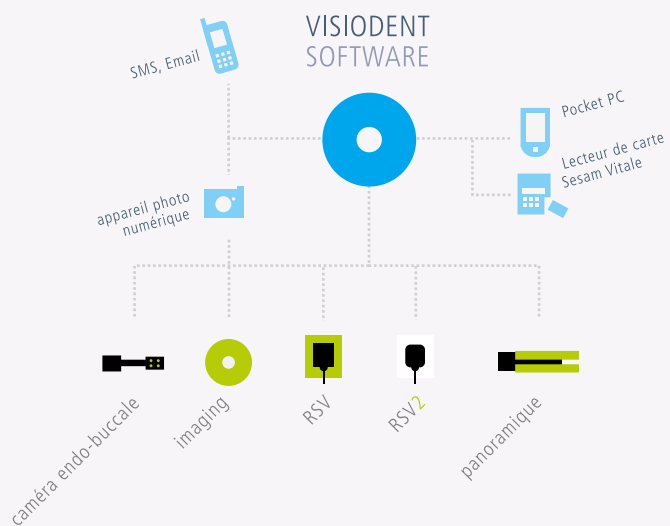 VISIODENT
SOFTWARE
SMS, Email
Pocket PC
Lecteur de carte
Sesam Vitale
appareil photo
numérique
caméra endo-buccale
imaging
RSV
RSV2
panoramique